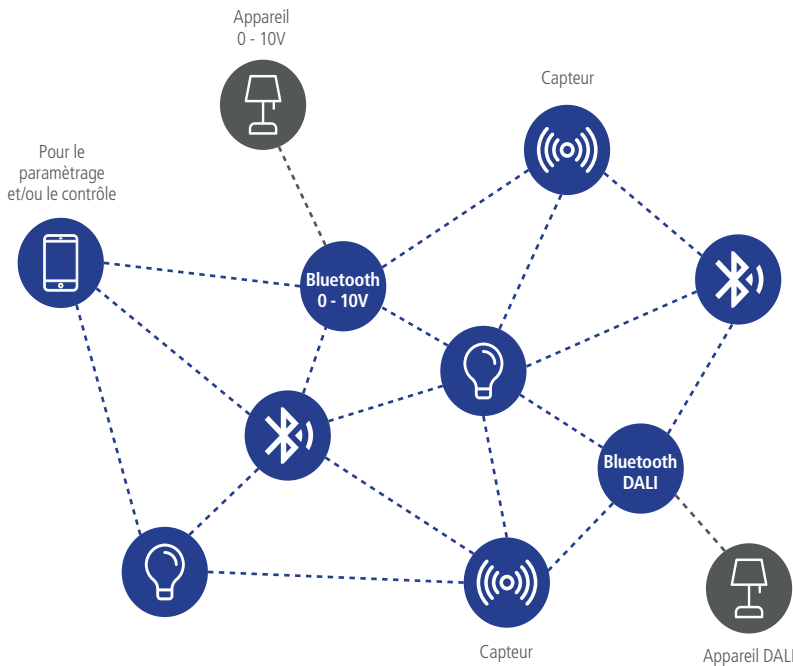 Appareil
0 - 10V
Capteur
Pour le
paramètrage
et/ou le contrôle
Bluetooth
0 - 10V
Bluetooth
DALI
Capteur
Appareil DALI